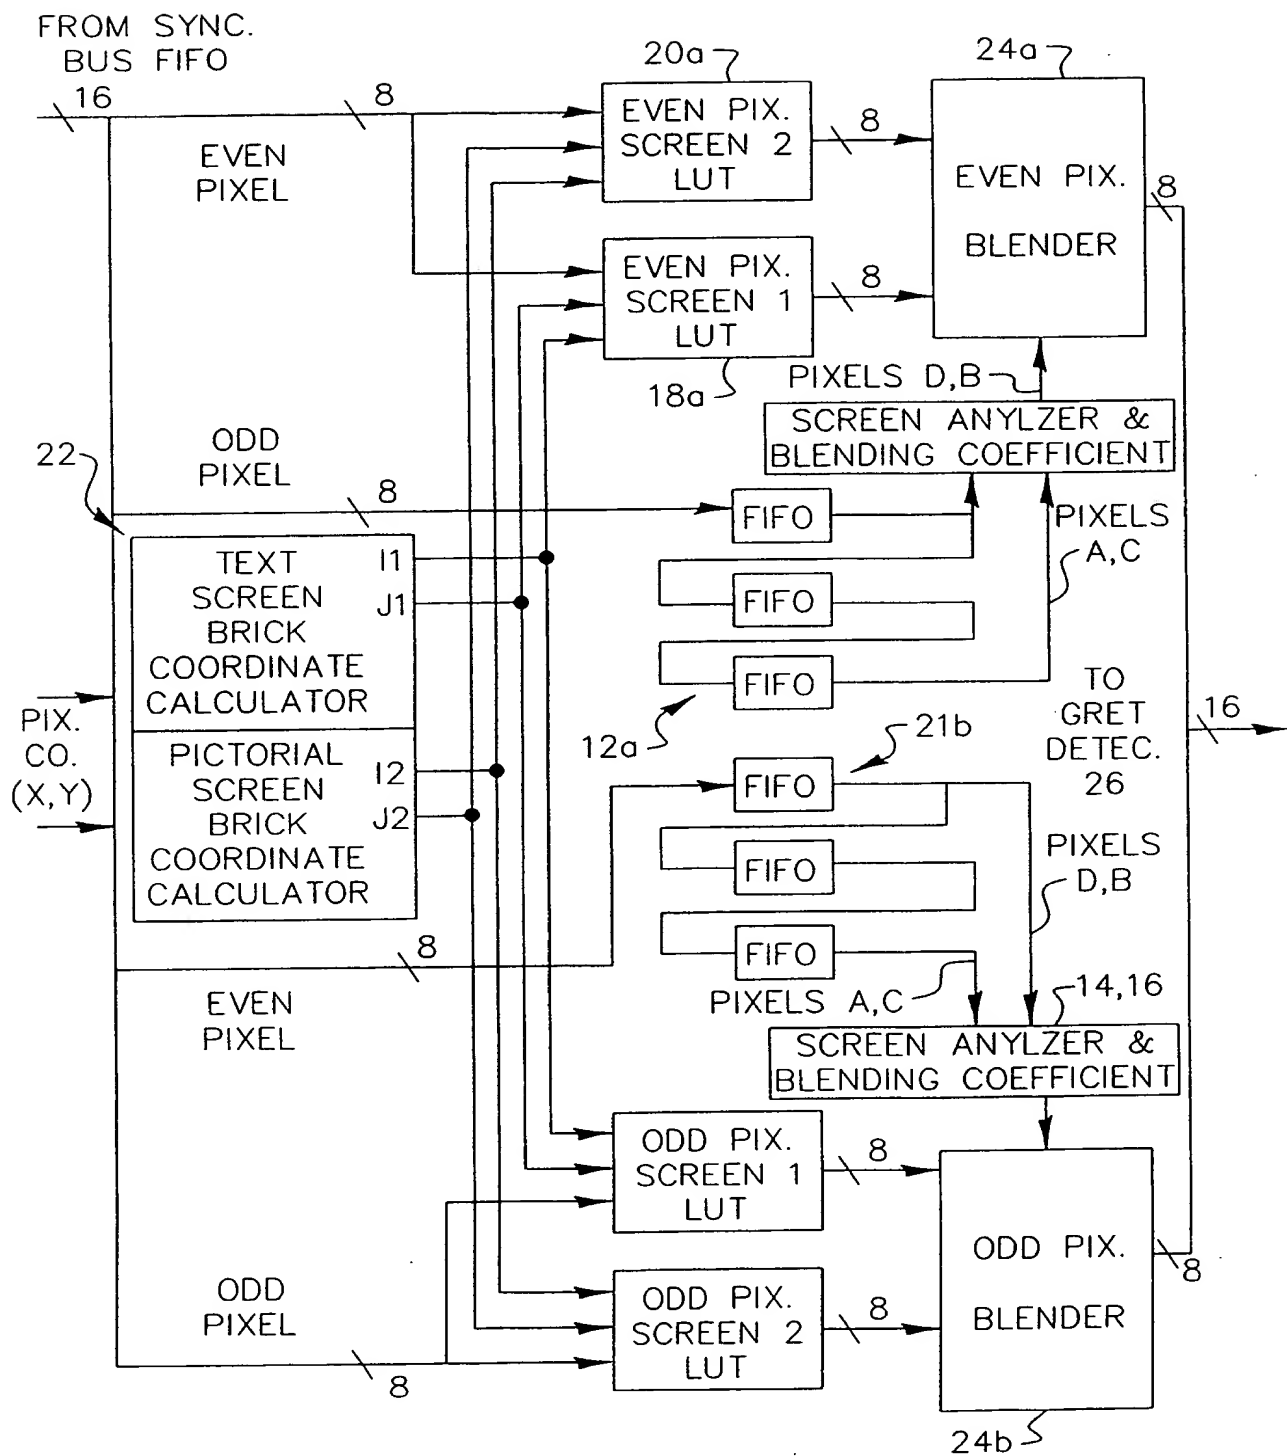 FROM SYNC.
BUS FIFO
16
8
EVEN
PIXEL
20a
EVEN PIX.
SCREEN 2
LUT
8
24a
EVEN PIX.
BLENDER
8
EVEN PIX.
SCREEN 1
LUT
8
18a
PIXELS D,B
SCREEN ANYLZER &
BLENDING COEFFICIENT
ODD
PIXEL
8
22
FIFO
PIXELS
A,C
TEXT
SCREEN
BRICK
COORDINATE
CALCULATOR
I1
J1
FIFO
FIFO
12a
PIX.
CO.
(X,Y)
PICTORIAL
SCREEN
BRICK
COORDINATE
CALCULATOR
I2
J2
21b
TO
GRET
DETEC.
26
16
FIFO
FIFO
FIFO
PIXELS
D,B
PIXELS A,C
8
EVEN
PIXEL
14,16
SCREEN ANYLZER &
BLENDING COEFFICIENT
ODD PIX.
SCREEN 1
LUT
8
ODD PIX.
BLENDER
8
ODD
PIXEL
8
ODD PIX.
SCREEN 2
LUT
8
24b